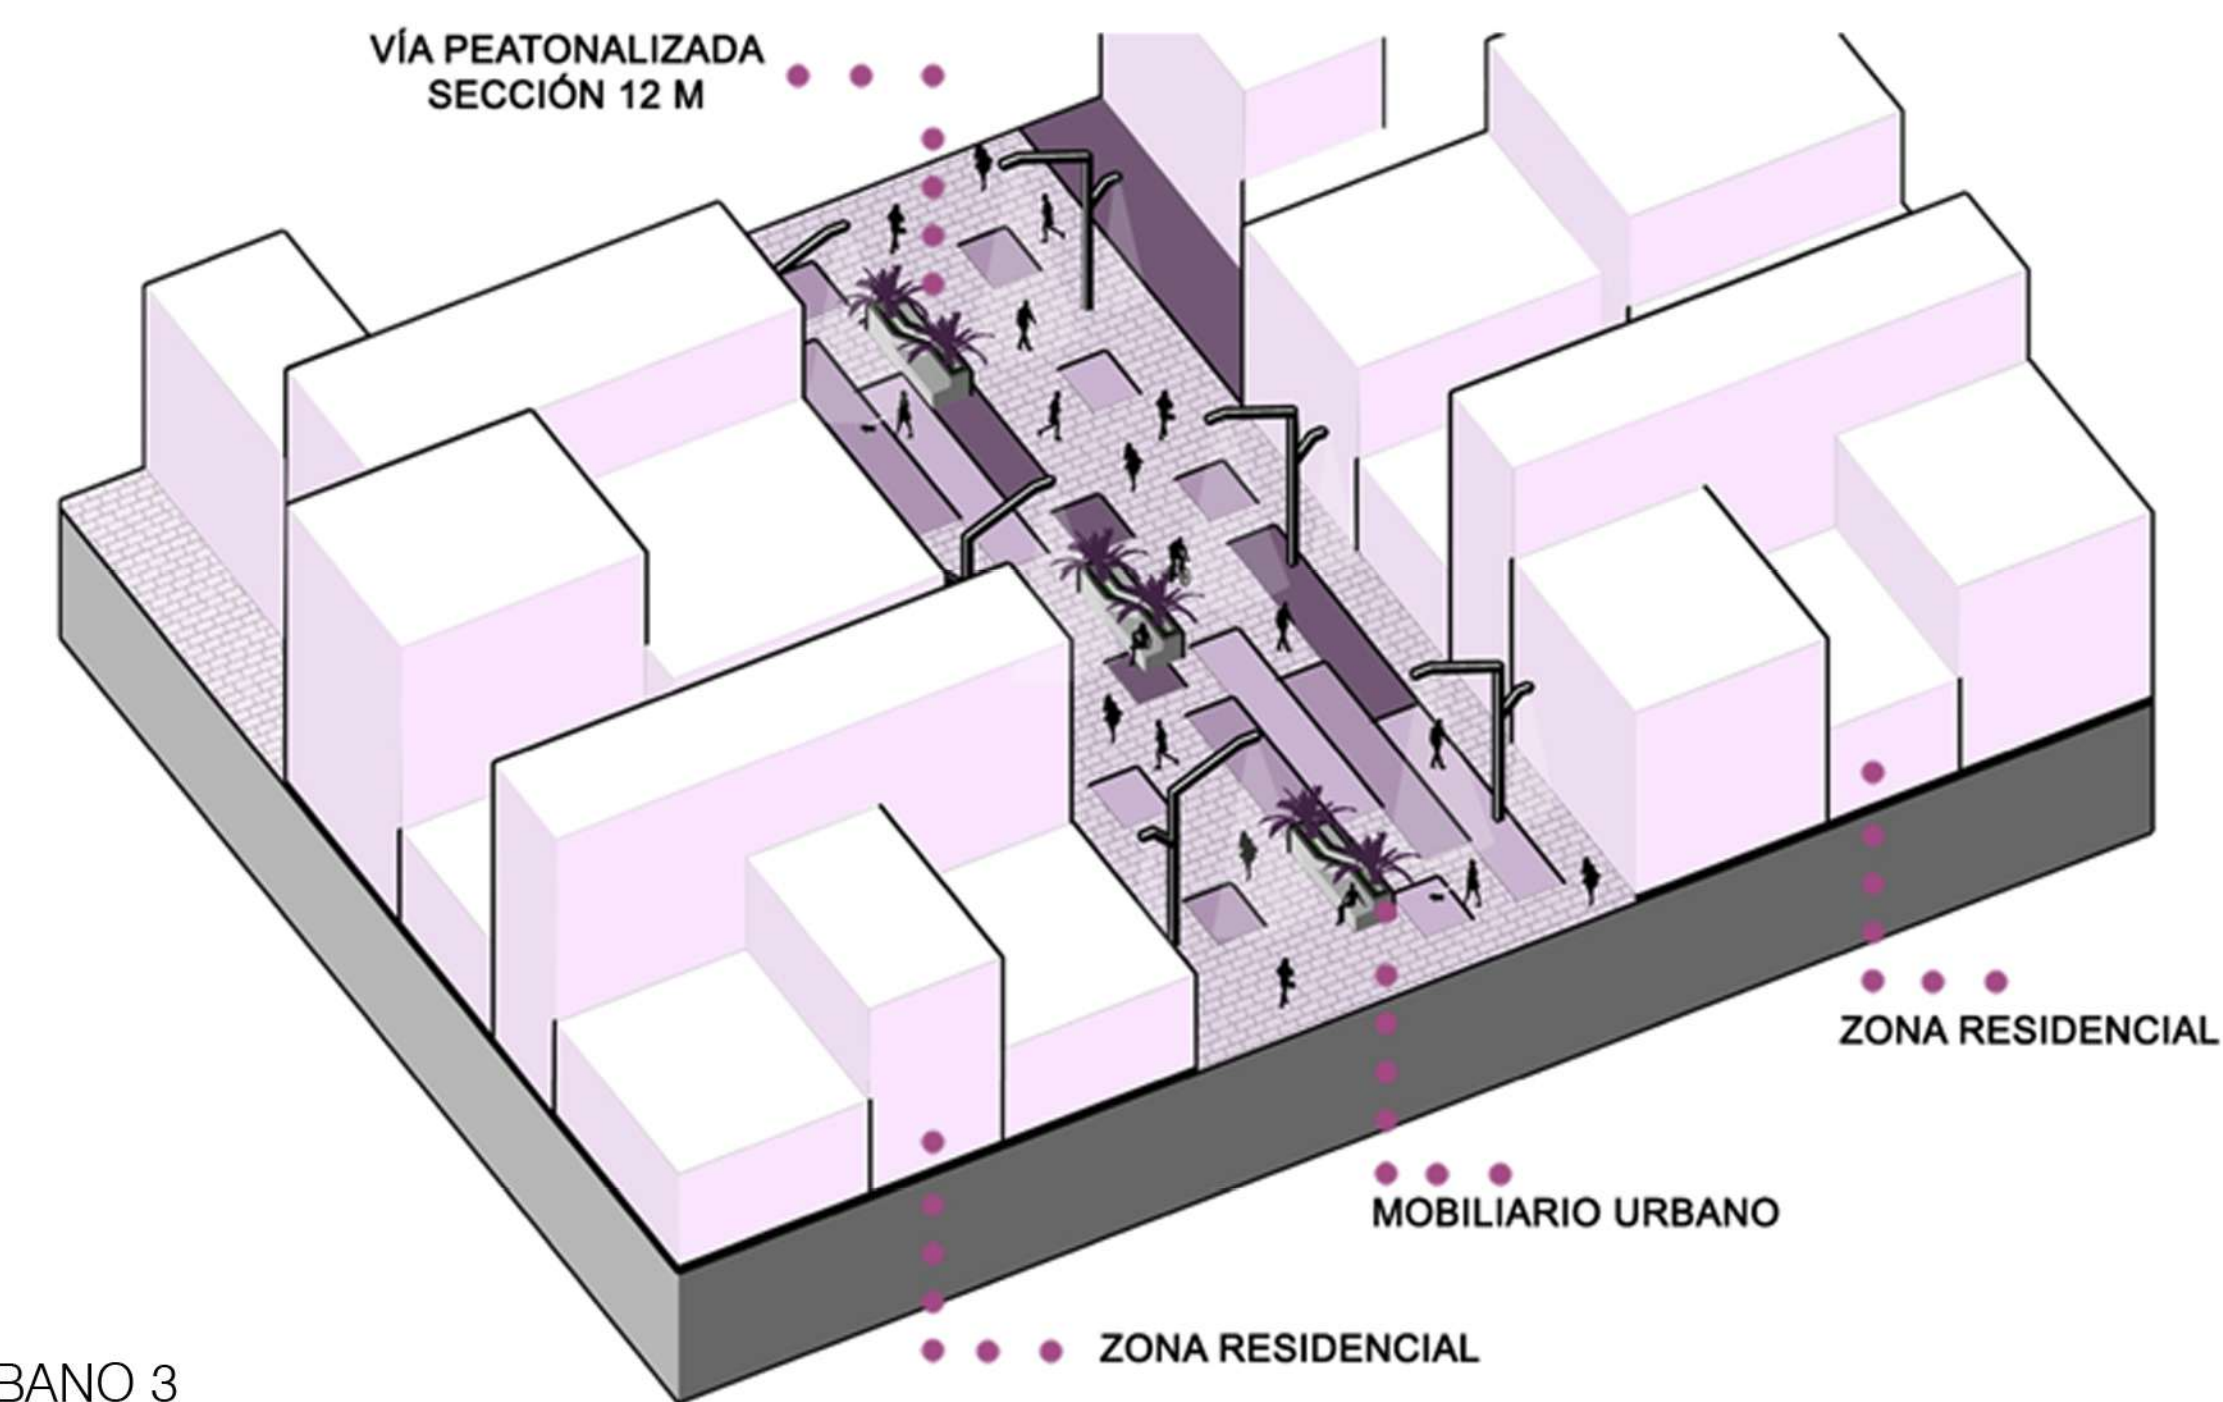 VÍA PEATONALIZADA
SECCIÓN 12 M
ZONA RESIDENCIAL
MOBILIARIO URBANO
ZONA RESIDENCIAL
BANO 3